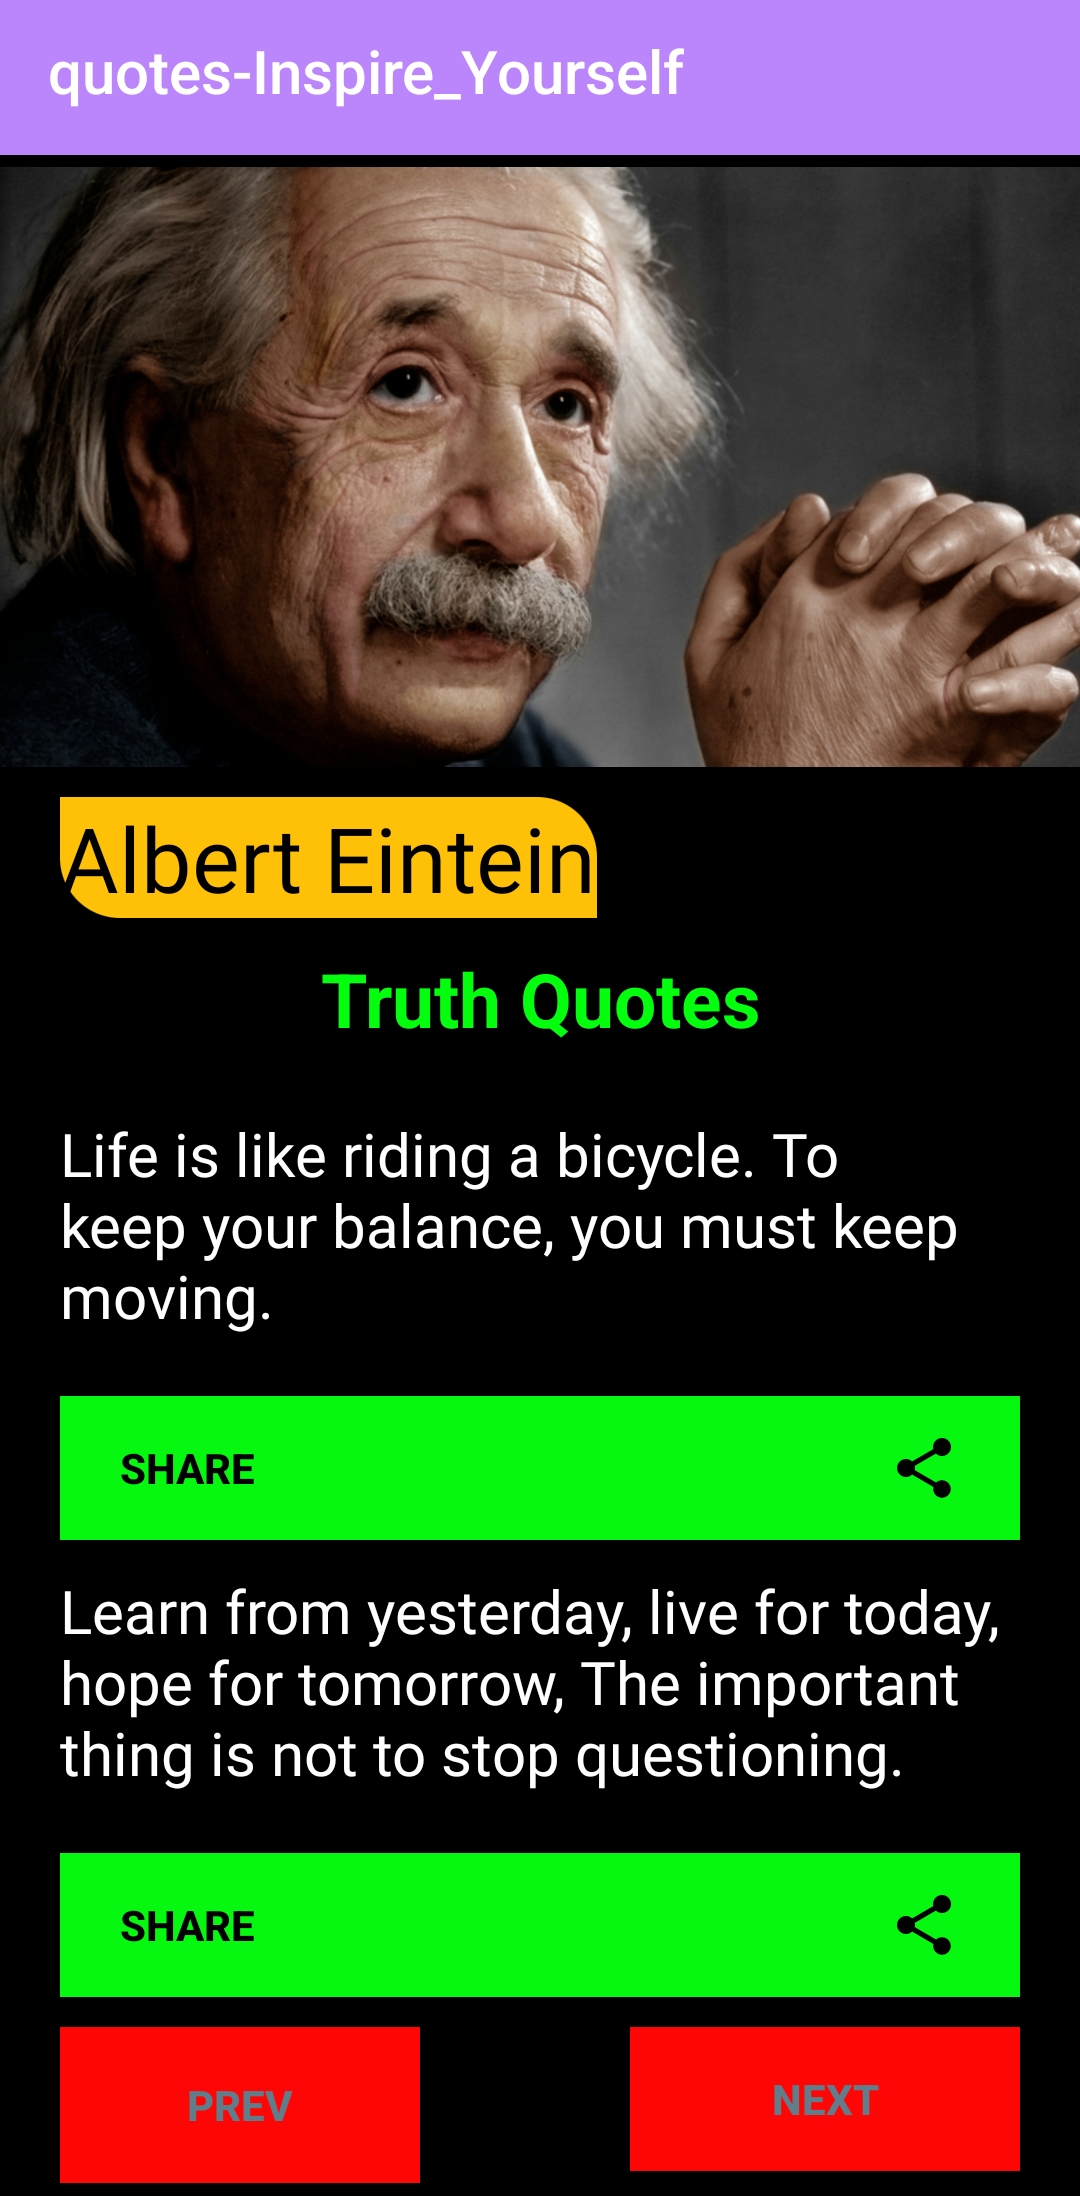 quotes-Inspire_Yourself
Albert Eintein
Truth Quotes
Life is like riding a bicycle. To
keep your balance, you must keep
moving.
SHARE
Learn from yesterday, live for today,
hope for tomorrow, The important
thing is not to stop questioning.
SHARE
PREV
NEXT